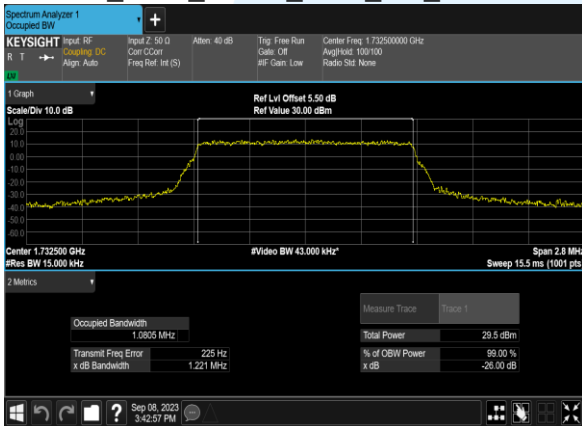 Spectrum Analyzer 1
Occupied BW
KEYSIGHT Input: RF Input Z: 50 Ω Atten: 40 dB Trig: Free Run Center Freq: 1.732500000 GHz
R T Coupling: DC Corr CCorr Gate: Off Avg|Hold: 100/100
Align: Auto Freq Ref: Int (S) #IF Gain: Low Radio Std: None
1 Graph
Ref Lvl Offset 5.50 dB
Scale/Div 10.0 dB Ref Value 30.00 dBm
Log
20.0
10.0
0.00
-10.0
-20.0
-30.0
-40.0
-50.0
-60.0
Center 1.732500 GHz #Video BW 43.000 kHz* Span 2.8 MHz
#Res BW 15.000 kHz Sweep 15.5 ms (1001 pts)
2 Metrics
Measure Trace Trace 1
Occupied Bandwidth
1.0805 MHz Total Power 29.5 dBm
Transmit Freq Error 225 Hz % of OBW Power 99.00 %
x dB Bandwidth 1.221 MHz x dB -26.00 dB
? Sep 08, 2023
3:42:57 PM